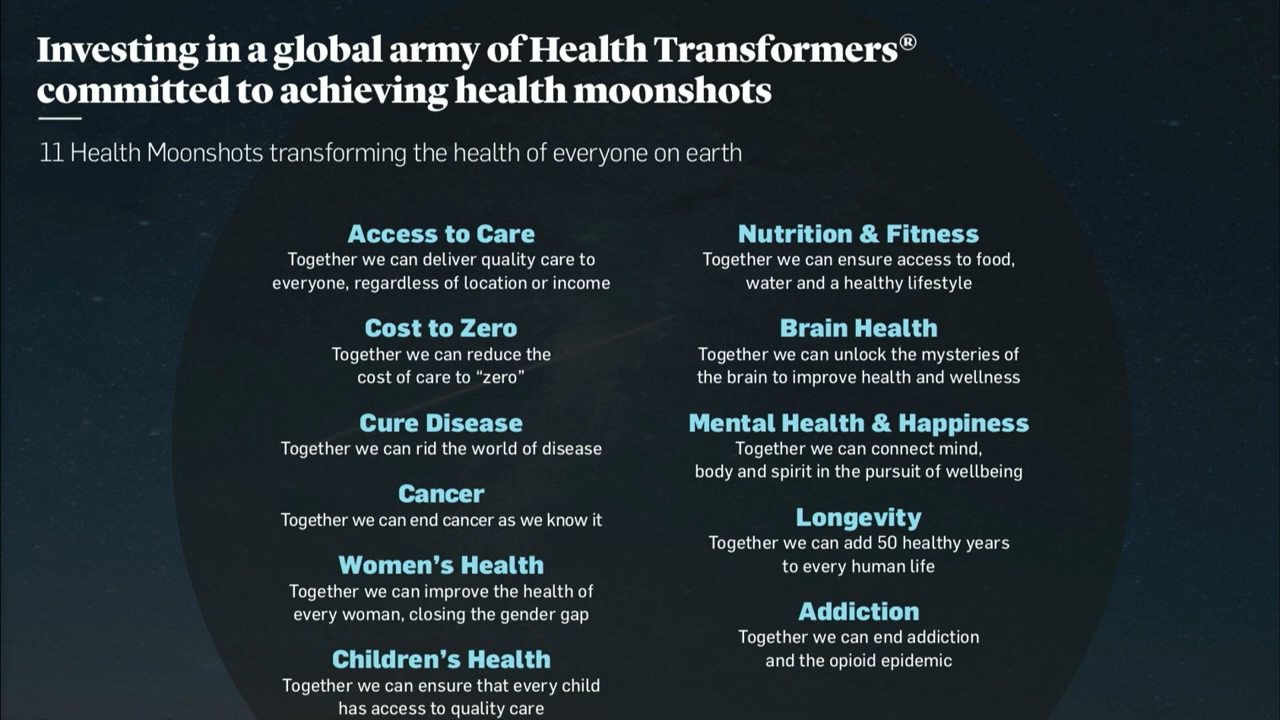 Investing in a global army of Health Transformers®
committed to achieving health moonshots
11 Health Moonshots transforming the health of everyone on earth
Access to Care
Together we can deliver quality care to
everyone, regardless of location or income
Cost to Zero
Together we can reduce the
cost of care to “zero”
Cure Disease
Together we can rid the world of disease
Cancer
Together we can end cancer as we know it
Women’s Health
Together we can improve the health of
every woman, closing the gender gap
Children’s Health
Together we can ensure that every child
has access to quality care
Nutrition & Fitness
Together we can ensure access to food,
water and a healthy lifestyle
Brain Health
Together we can unlock the mysteries of
the brain to improve health and wellness
Mental Health & Happiness
Together we can connect mind,
body and spirit in the pursuit of wellbeing
Longevity
Together we can add 50 healthy years
to every human life
Addiction
Together we can end addiction
and the opioid epidemic